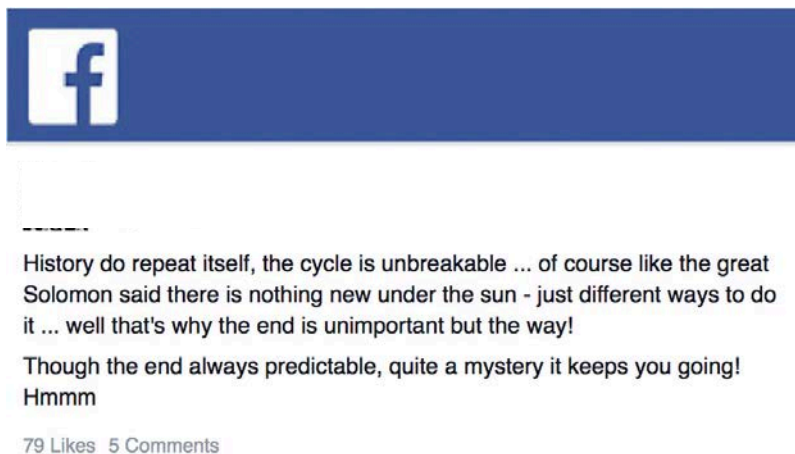 f
History do repeat itself, the cycle is unbreakable ... of course like the great
Solomon said there is nothing new under the sun - just different ways to do
it ... well that's why the end is unimportant but the way!
Though the end always predictable, quite a mystery it keeps you going!
Hmmm
79 Likes 5 Comments